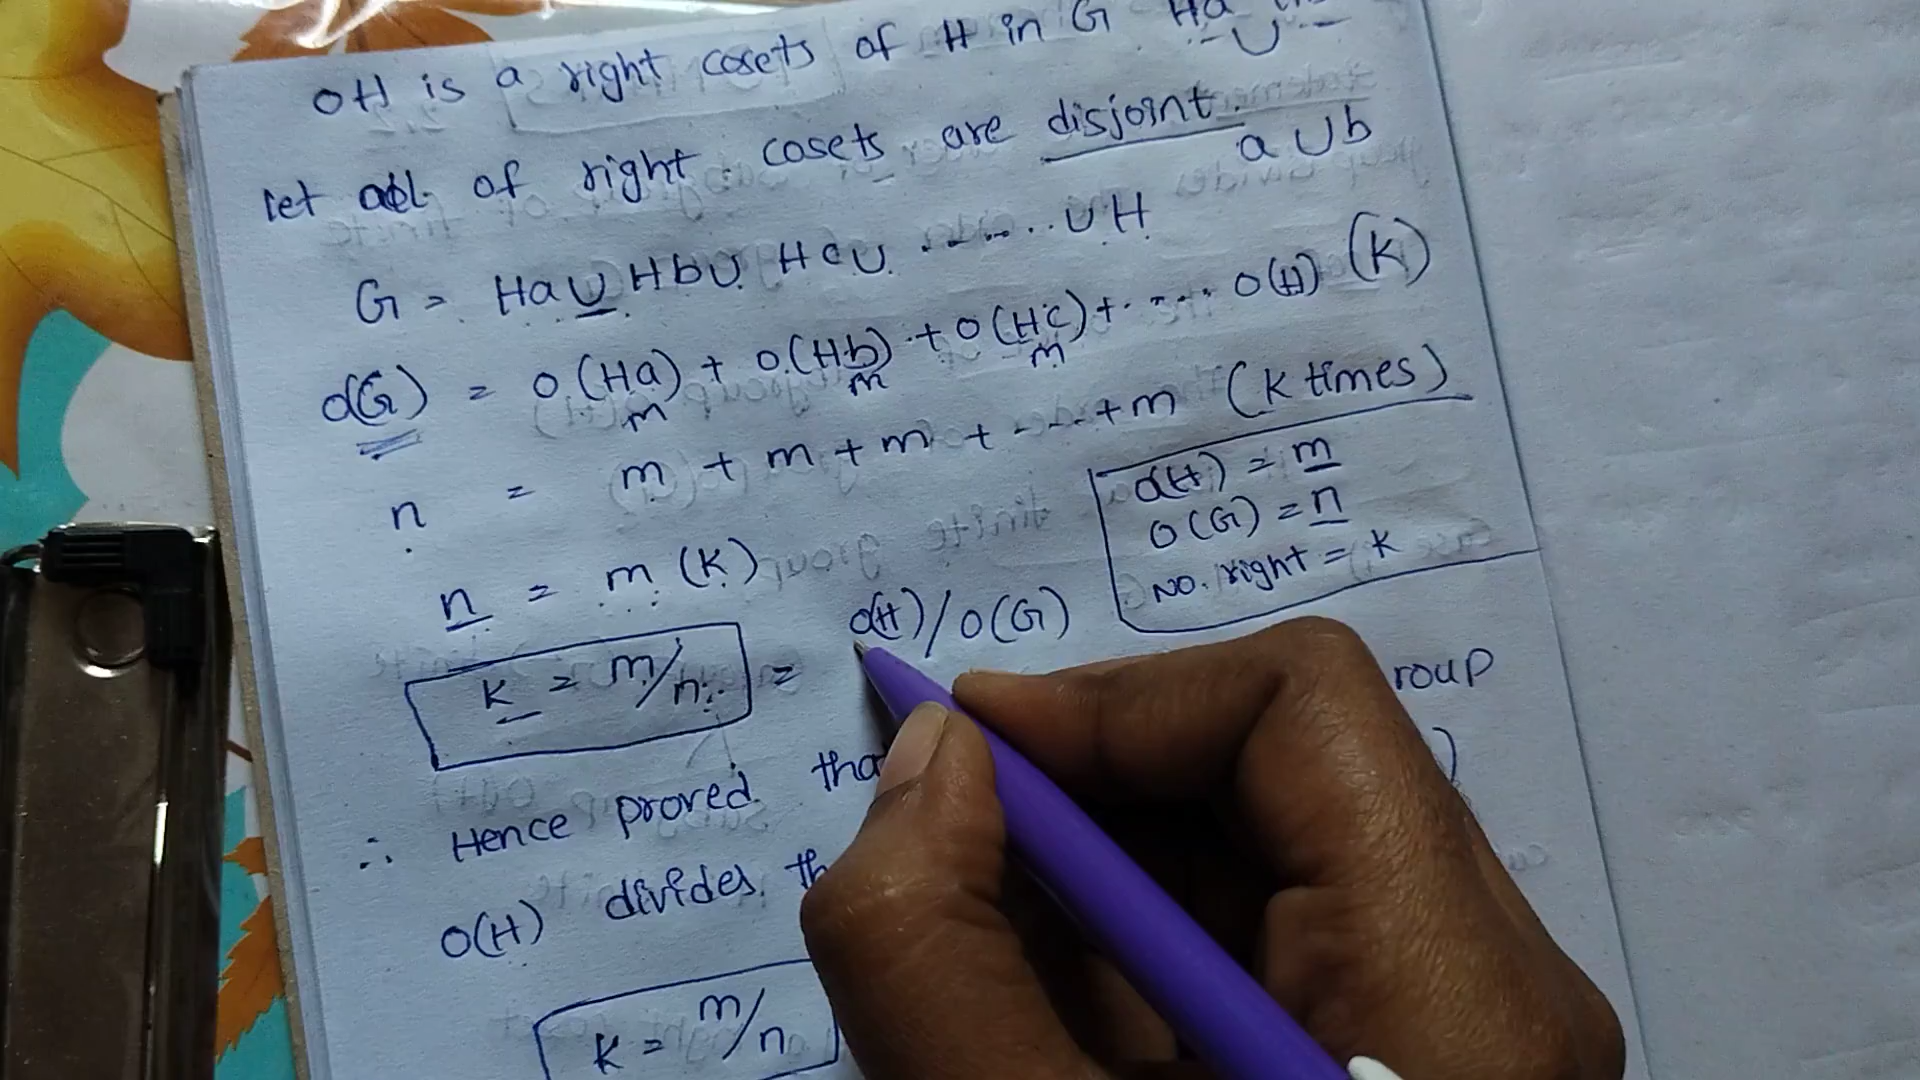 OH is a right cosets of H in G Ha
let all of right cosets are disjoint.
a ∪ b
G = Ha ∪ Hb ∪ Hc ∪ ........ ∪ H
O(G) = O(Ha) + O(Hb) + O(Hc) + ..... O(H) (K)
m m m
n = m + m + m + ---- + m (K times)
O(H) = m
O(G) = n
No. right = K
n = m (K)
K = m/n = O(H) / O(G)
roup
∴ Hence proved tha )
O(H) divides th
K = m/n